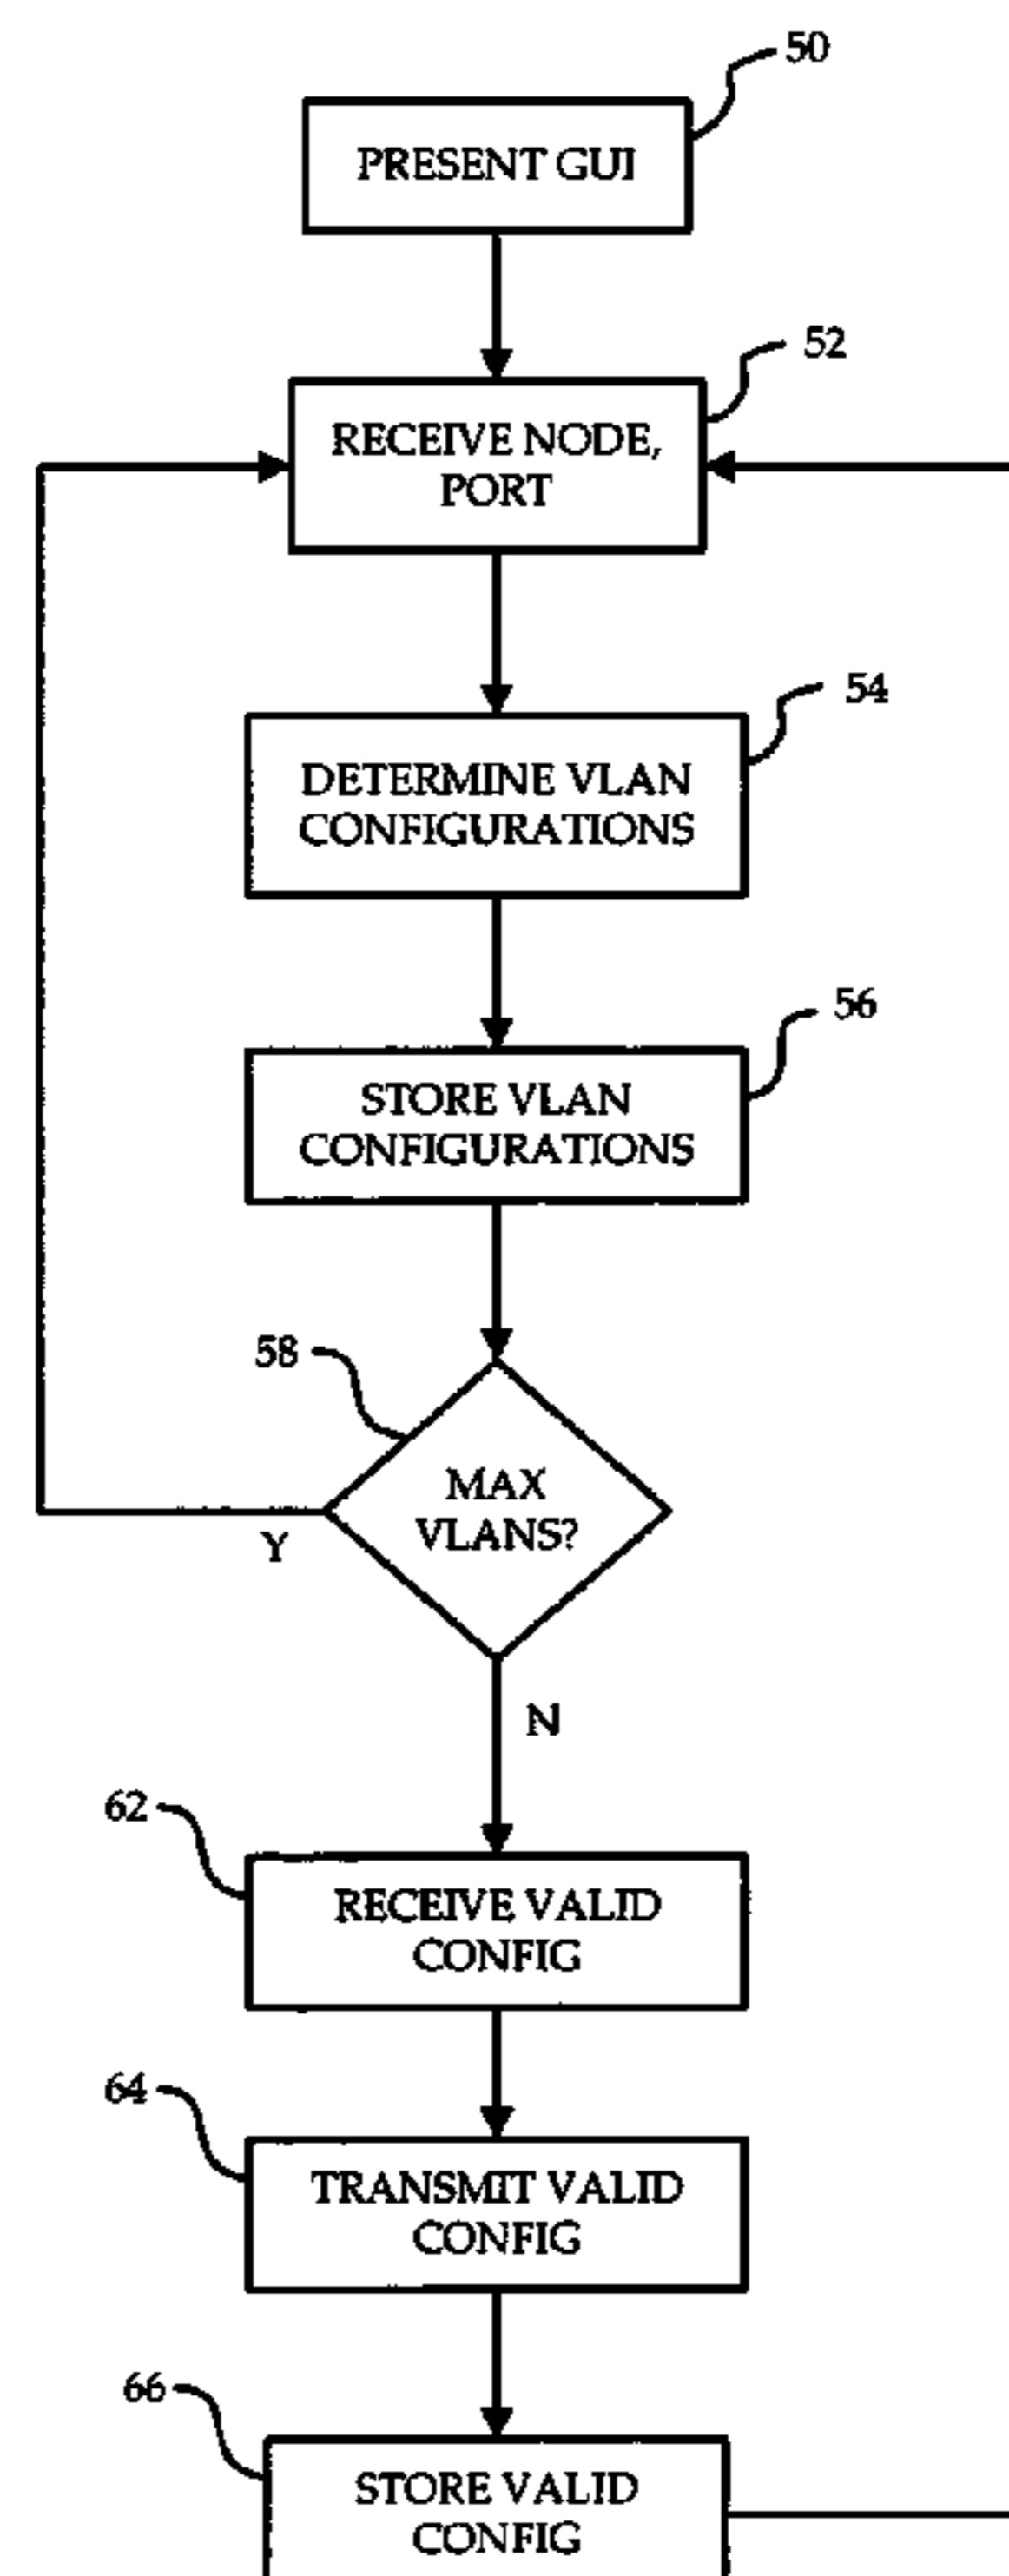 50
PRESENT GUI
52
RECEIVE NODE,
PORT
54
DETERMINE VLAN
CONFIGURATIONS
56
STORE VLAN
CONFIGURATIONS
58
MAX
VLANS?
Y
N
62
RECEIVE VALID
CONFIG
64
TRANSMIT VALID
CONFIG
66
STORE VALID
CONFIG